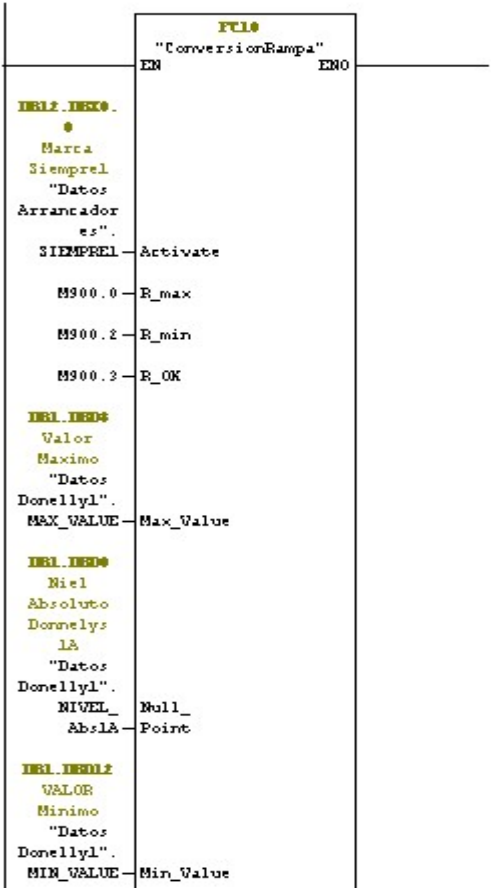 FC10
"ConversionRampa"
EN ENO
DB12.DBX0.
0
Marca
Siempre1
"Datos
Arrancador
es".
SIEMPRE1 Activate
M900.0 R_max
M900.2 R_min
M900.3 R_OK
DB1.DBD8
Valor
Maximo
"Datos
Donelly1".
MAX_VALUE Max_Value
DB1.DBD0
Niel
Absoluto
Donnelys
1A
"Datos
Donelly1".
NIVEL_ Null_
Abs1A Point
DB1.DBD12
VALOR
Minimo
"Datos
Donelly1".
MIN_VALUE Min_Value